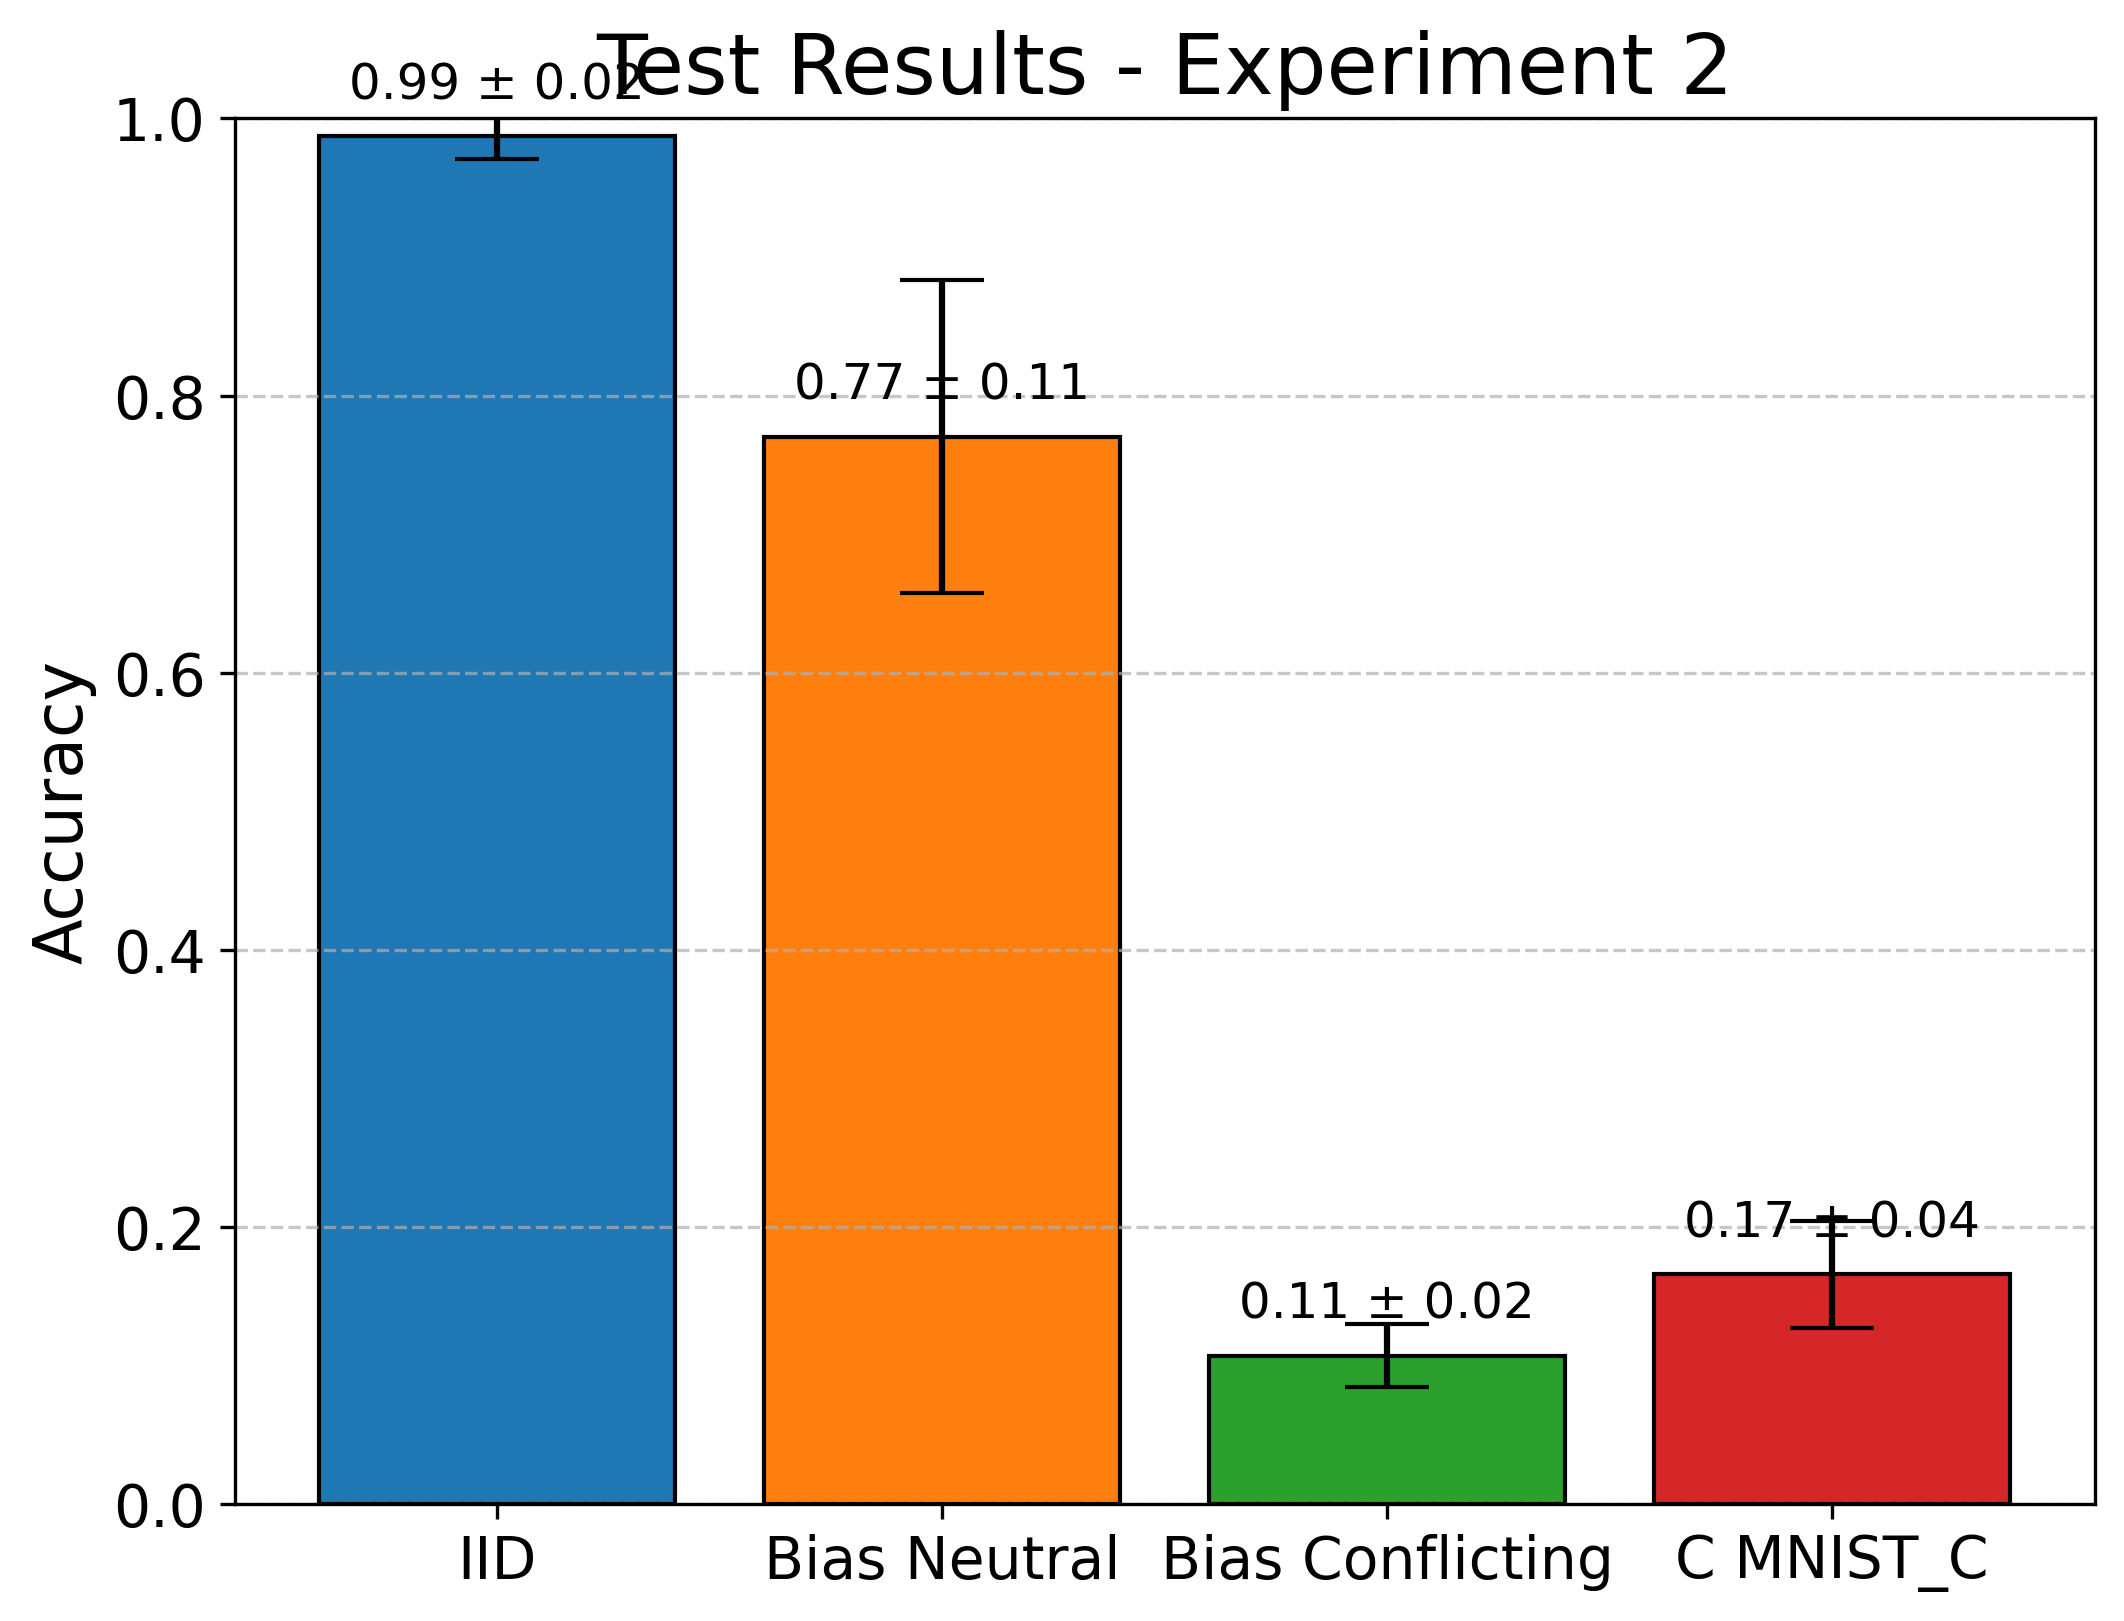 Test Results - Experiment 2
0.99 ± 0.02
1.0
0.77 ± 0.11
0.8
0.6
Accuracy
0.4
0.2
0.17 ± 0.04
0.11 ± 0.02
0.0
IID
Bias Neutral
Bias Conflicting
C MNIST_C